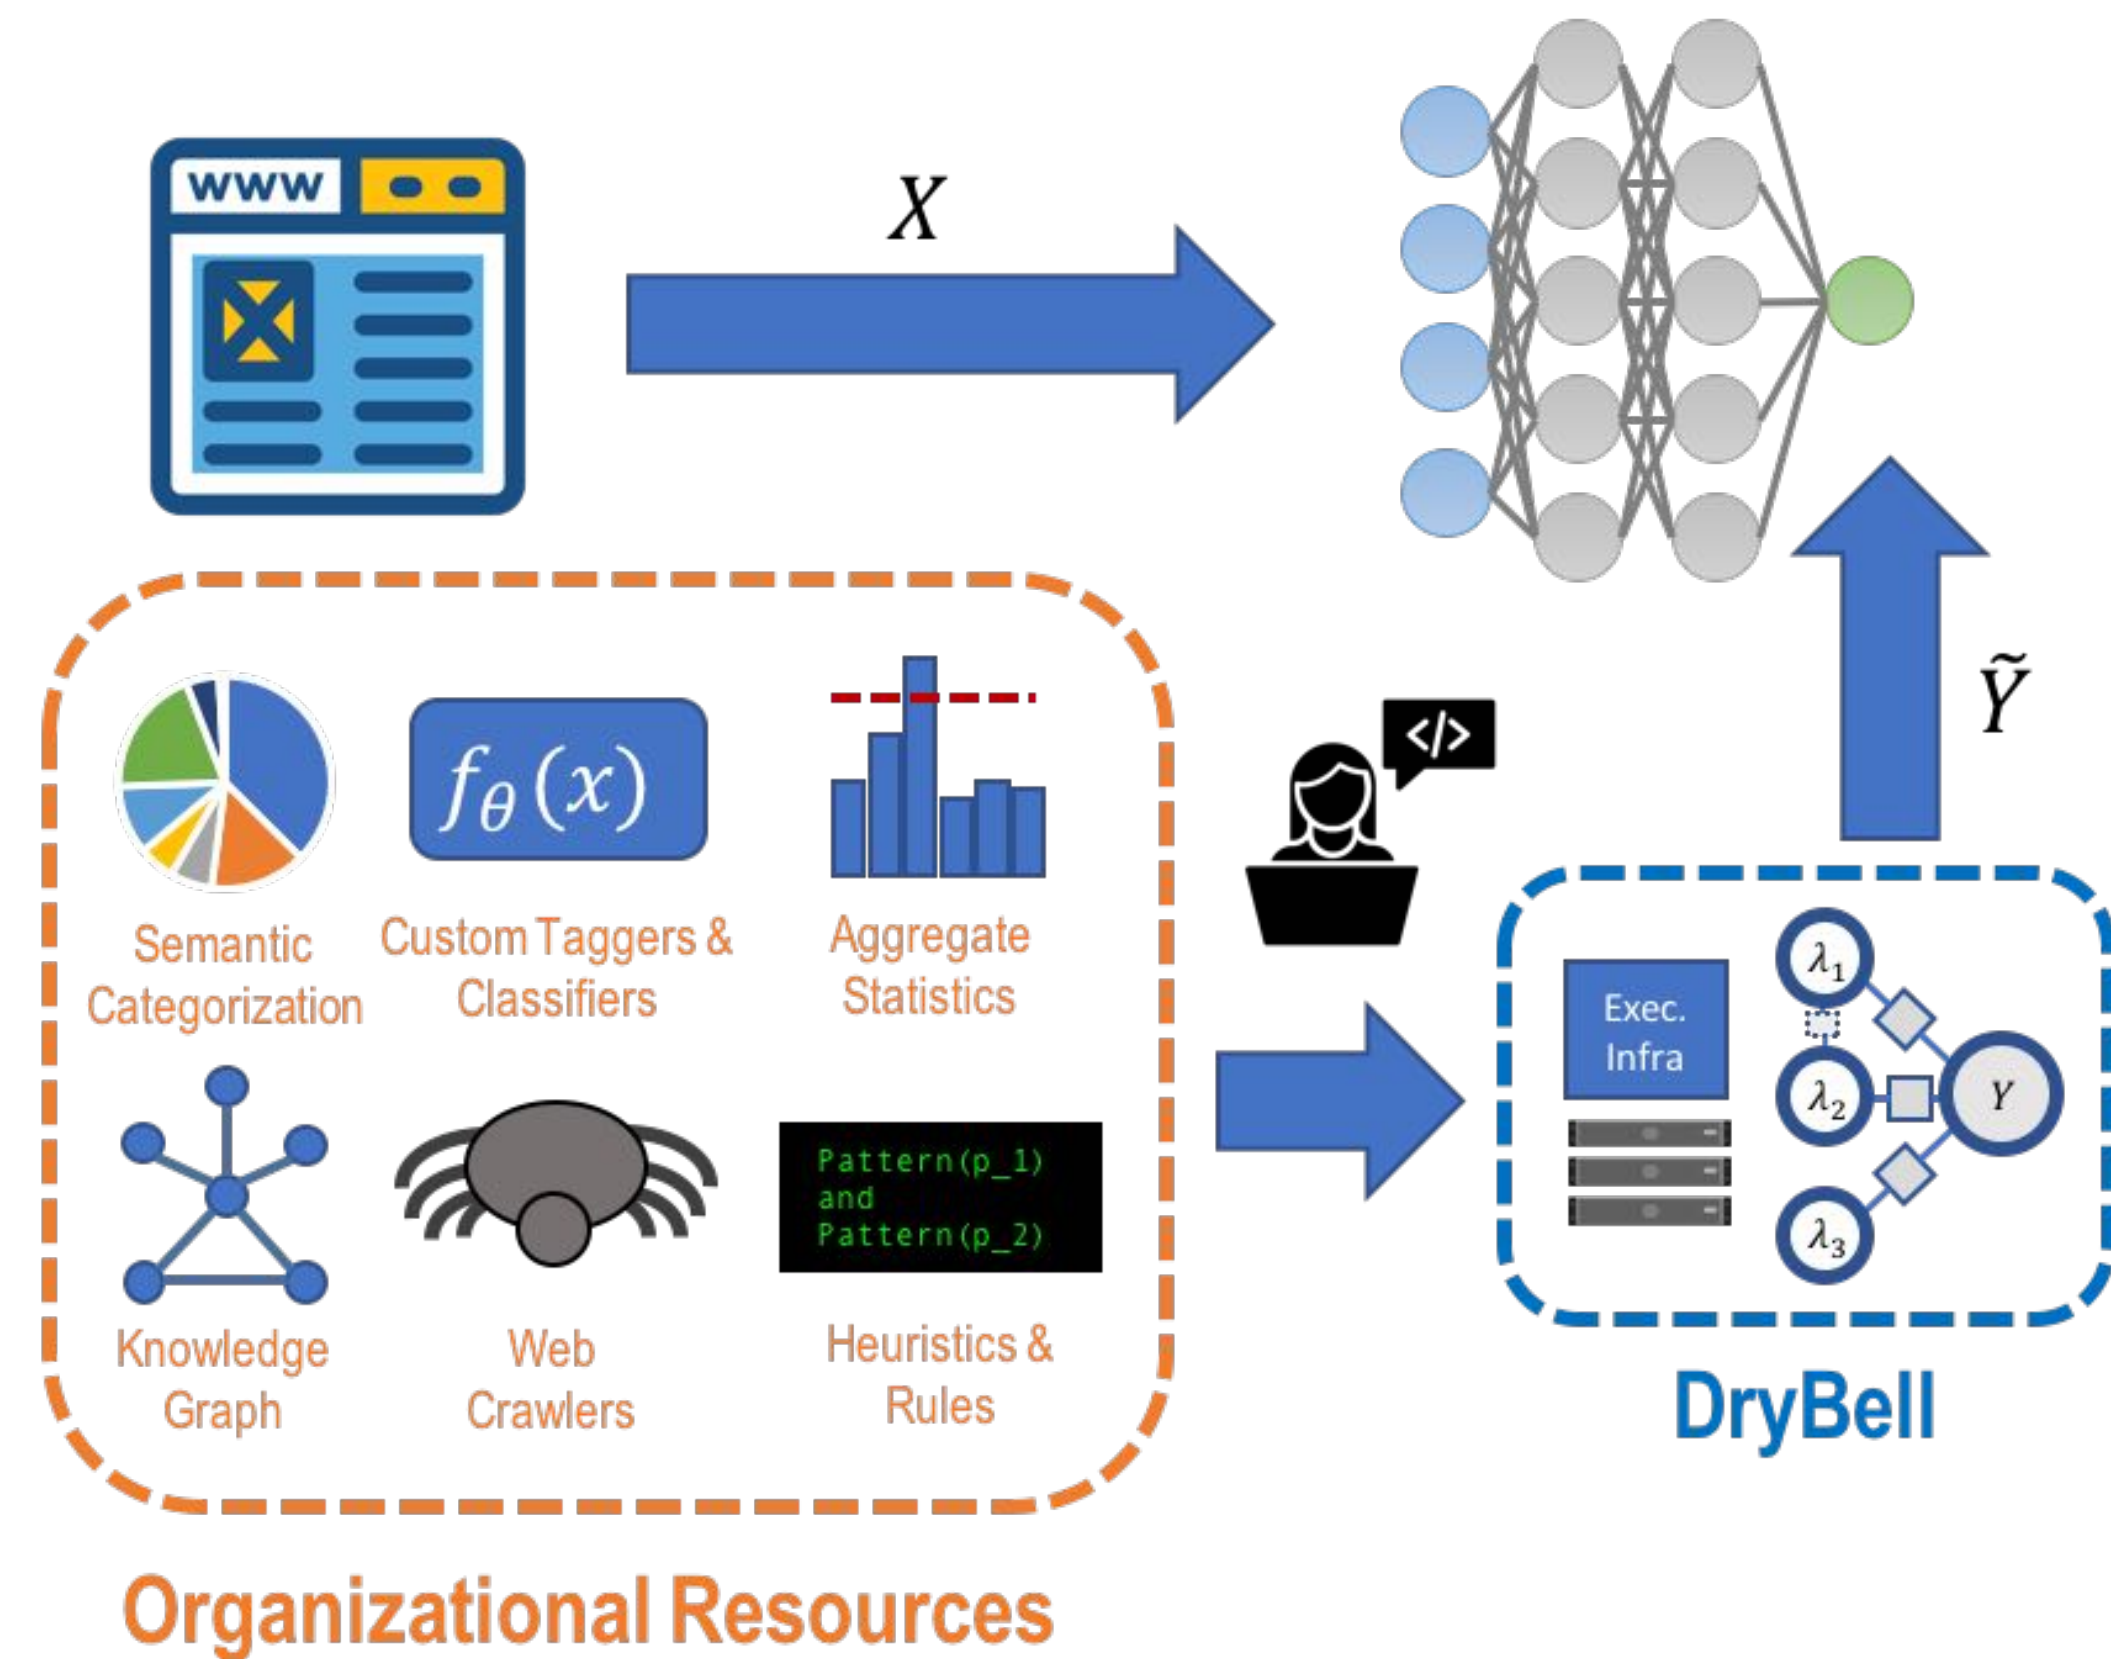 www
X
Ỹ
f_θ(x)
Semantic
Categorization
Custom Taggers &
Classifiers
Aggregate
Statistics
</>
Knowledge
Graph
Web
Crawlers
Pattern(p_1)
and
Pattern(p_2)
Heuristics &
Rules
Organizational Resources
Exec.
Infra
λ₁
λ₂
λ₃
Y
DryBell